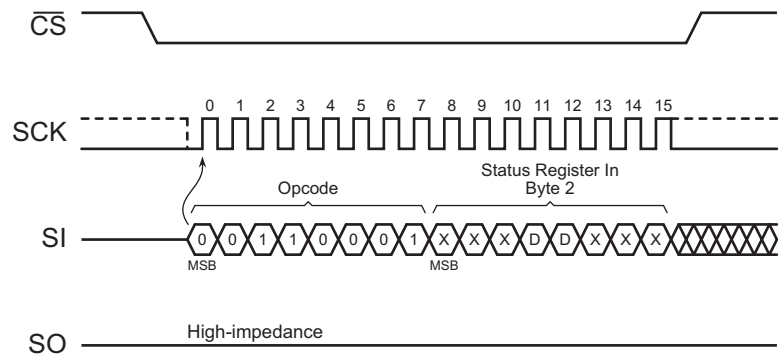 CS
0 1 2 3 4 5 6 7 8 9 10 11 12 13 14 15
SCK
Opcode
Status Register In
Byte 2
SI
0 0 1 1 0 0 0 1 X X X D D X X X
MSB MSB
High-impedance
SO